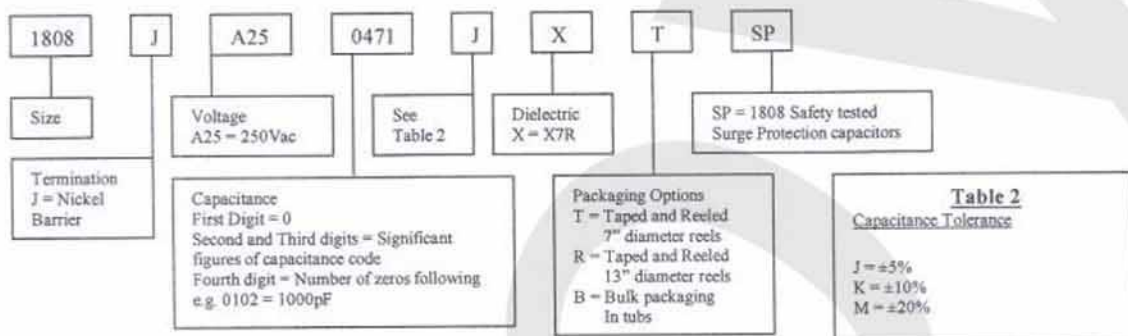 1808 J A25 0471 J X T SP
Size
Voltage
A25 = 250Vac
See
Table 2
Dielectric
X = X7R
SP = 1808 Safety tested
Surge Protection capacitors
Termination
J = Nickel
Barrier
Capacitance
First Digit = 0
Second and Third digits = Significant
figures of capacitance code
Fourth digit = Number of zeros following
e.g. 0102 = 1000pF
Packaging Options
T = Taped and Reeled
7" diameter reels
R = Taped and Reeled
13" diameter reels
B = Bulk packaging
In tubs
Table 2
Capacitance Tolerance
J = ±5%
K = ±10%
M = ±20%